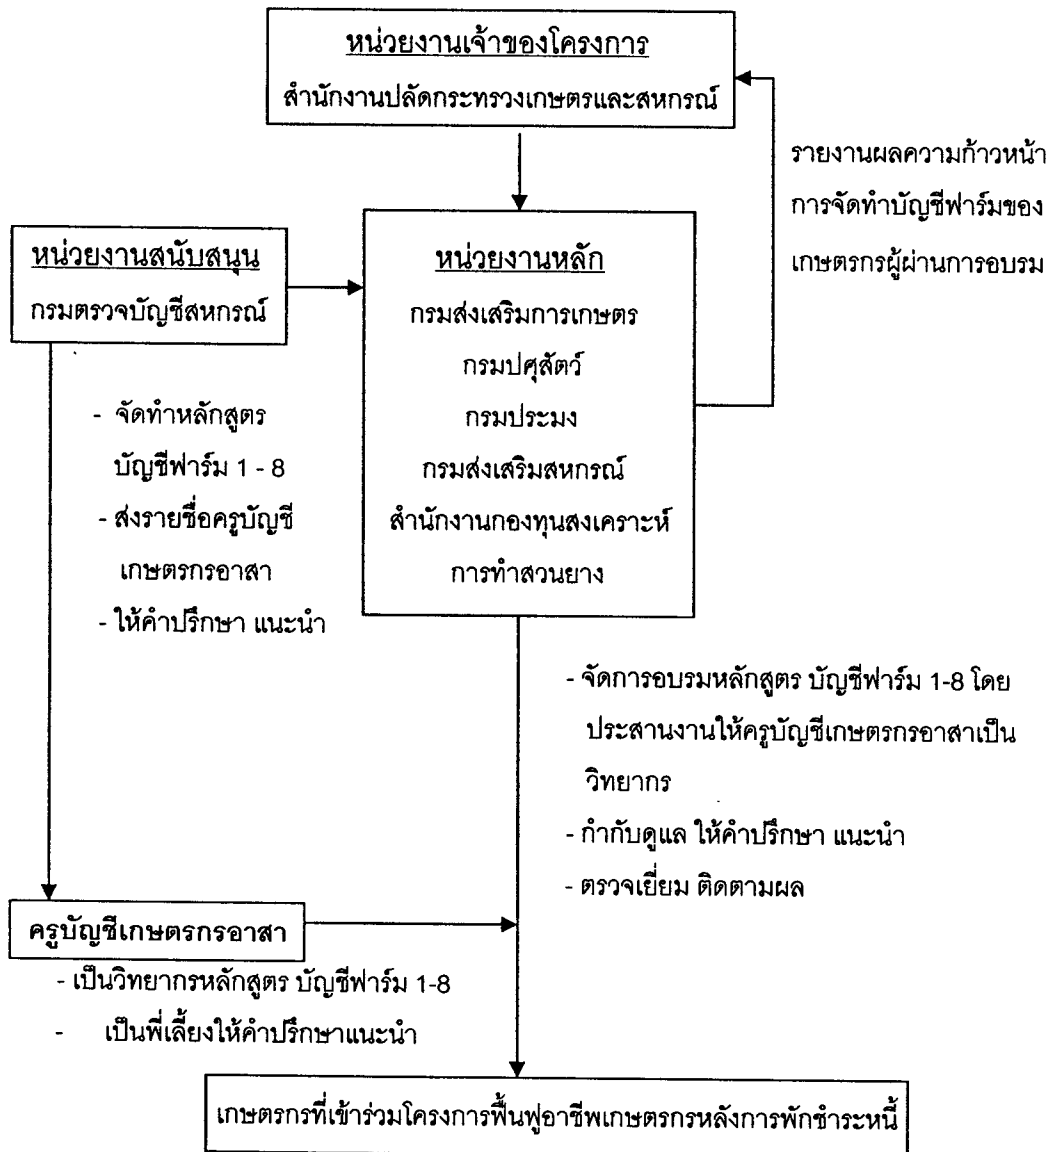 หน่วยงานเจ้าของโครงการ
สำนักงานปลัดกระทรวงเกษตรและสหกรณ์
รายงานผลความก้าวหน้า
การจัดทำบัญชีฟาร์มของ
เกษตรกรผู้ผ่านการอบรม
หน่วยงานสนับสนุน
กรมตรวจบัญชีสหกรณ์
หน่วยงานหลัก
กรมส่งเสริมการเกษตร
กรมปศุสัตว์
กรมประมง
กรมส่งเสริมสหกรณ์
สำนักงานกองทุนสงเคราะห์
การทำสวนยาง
- จัดทำหลักสูตร
บัญชีฟาร์ม 1 - 8
- ส่งรายชื่อครูบัญชี
เกษตรกรอาสา
- ให้คำปรึกษา แนะนำ
- จัดการอบรมหลักสูตร บัญชีฟาร์ม 1-8 โดย
ประสานงานให้ครูบัญชีเกษตรกรอาสาเป็น
วิทยากร
- กำกับดูแล ให้คำปรึกษา แนะนำ
- ตรวจเยี่ยม ติดตามผล
ครูบัญชีเกษตรกรอาสา
- เป็นวิทยากรหลักสูตร บัญชีฟาร์ม 1-8
- เป็นพี่เลี้ยงให้คำปรึกษาแนะนำ
เกษตรกรที่เข้าร่วมโครงการฟื้นฟูอาชีพเกษตรกรหลังการพักชำระหนี้